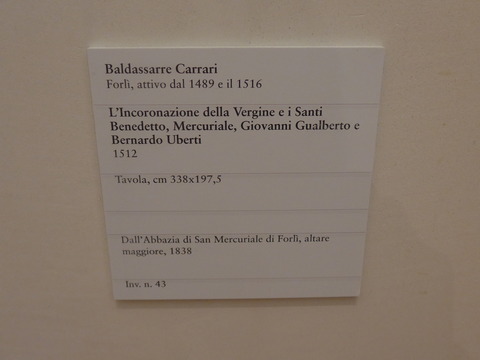 Baldassarre Carrari
Forlì, attivo dal 1489 e il 1516
L'Incoronazione della Vergine e i Santi
Benedetto, Mercuriale, Giovanni Gualberto e
Bernardo Uberti
1512
Tavola, cm 338x197,5
Dall'Abbazia di San Mercuriale di Forlì, altare
maggiore, 1838
Inv. n. 43